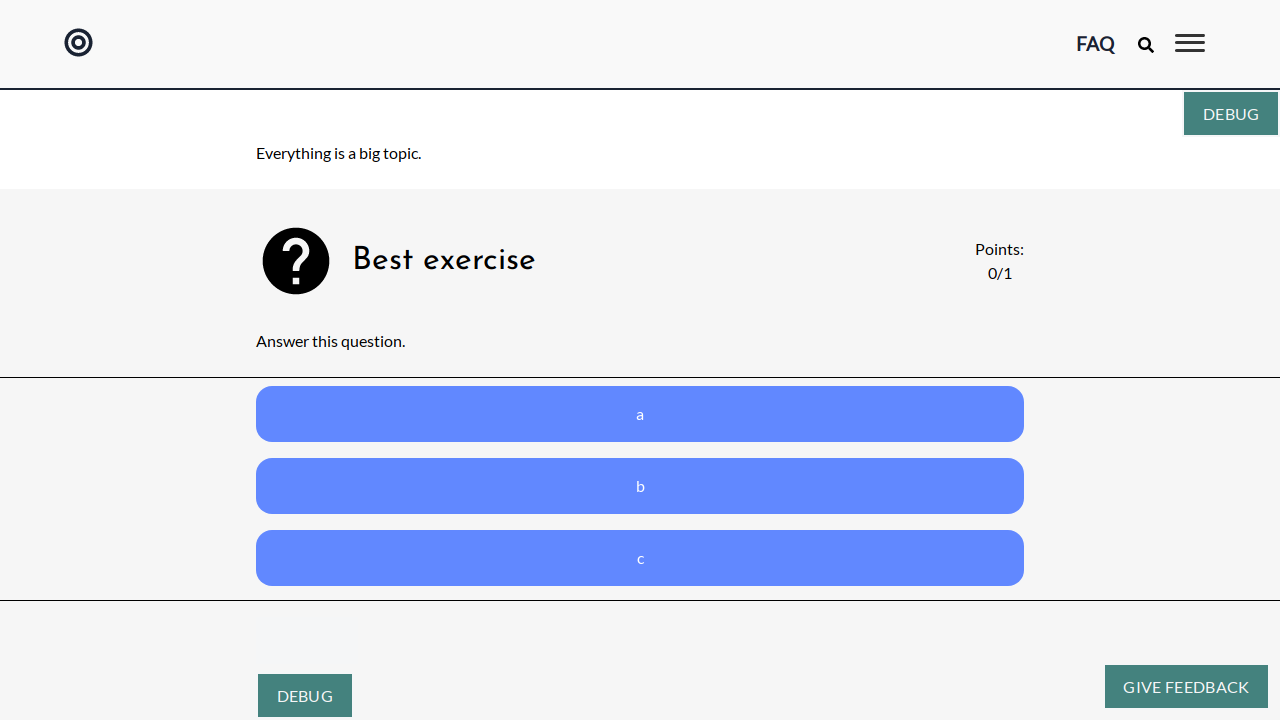 FAQ
DEBUG
Everything is a big topic.
Best exercise
Points:
0/1
Answer this question.
a
b
c
DEBUG
GIVE FEEDBACK